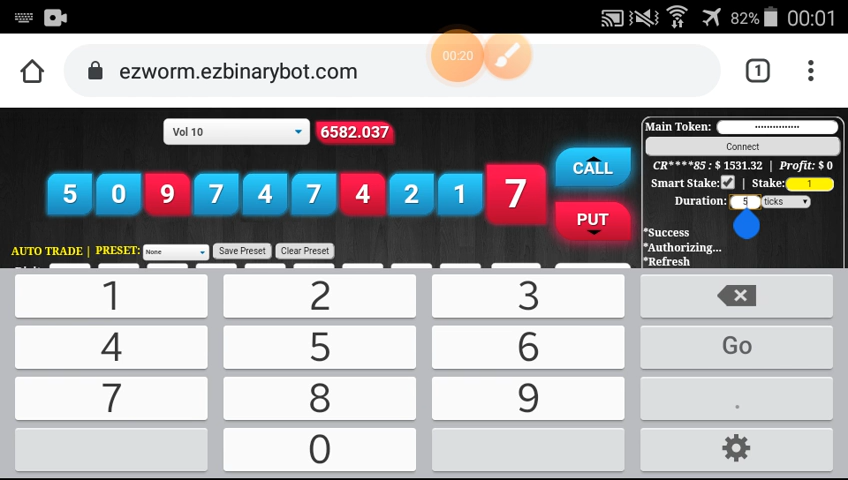 82% 00:01
ezworm.ezbinarybot.com
00:20
1
Vol 10
6582.037
5 0 9 7 4 7 4 2 1 7
CALL
PUT
AUTO TRADE | PRESET: None Save Preset Clear Preset
Main Token: ***************
Connect
CR****85 : $ 1531.32 | Profit: $ 0
Smart Stake: | Stake: 1
Duration: 5 ticks
*Success
*Authorizing...
*Refresh
1 2 3
4 5 6 Go
7 8 9 .
0